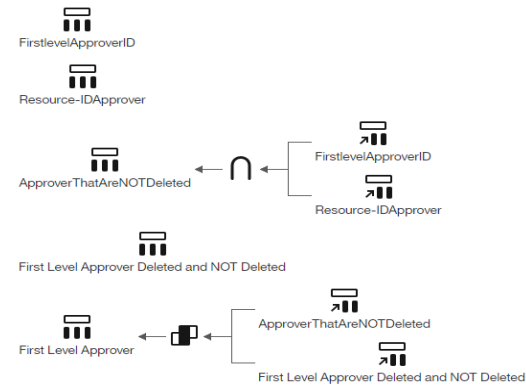 FirstlevelApproverID
Resource-IDApprover
FirstlevelApproverID
ApproverThatAreNOTDeleted
Resource-IDApprover
First Level Approver Deleted and NOT Deleted
ApproverThatAreNOTDeleted
First Level Approver
First Level Approver Deleted and NOT Deleted